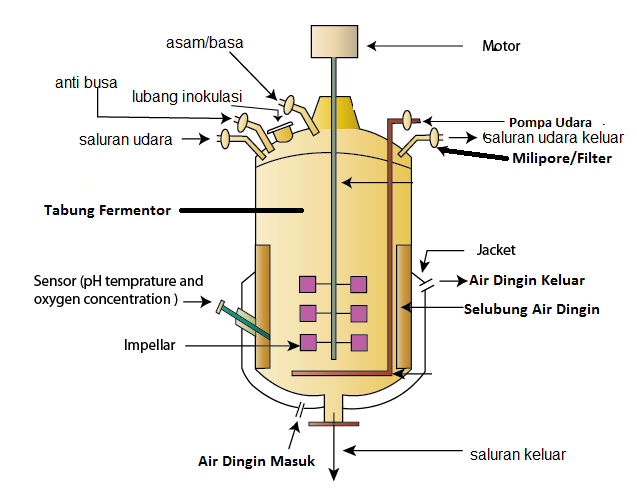 asam/basa
Motor
anti busa
lubang inokulasi
saluran udara
Pompa Udara
saluran udara keluar
Milipore/Filter
Tabung Fermentor
Jacket
Sensor (pH temprature and
oxygen concentration )
Air Dingin Keluar
Selubung Air Dingin
Impellar
Air Dingin Masuk
saluran keluar